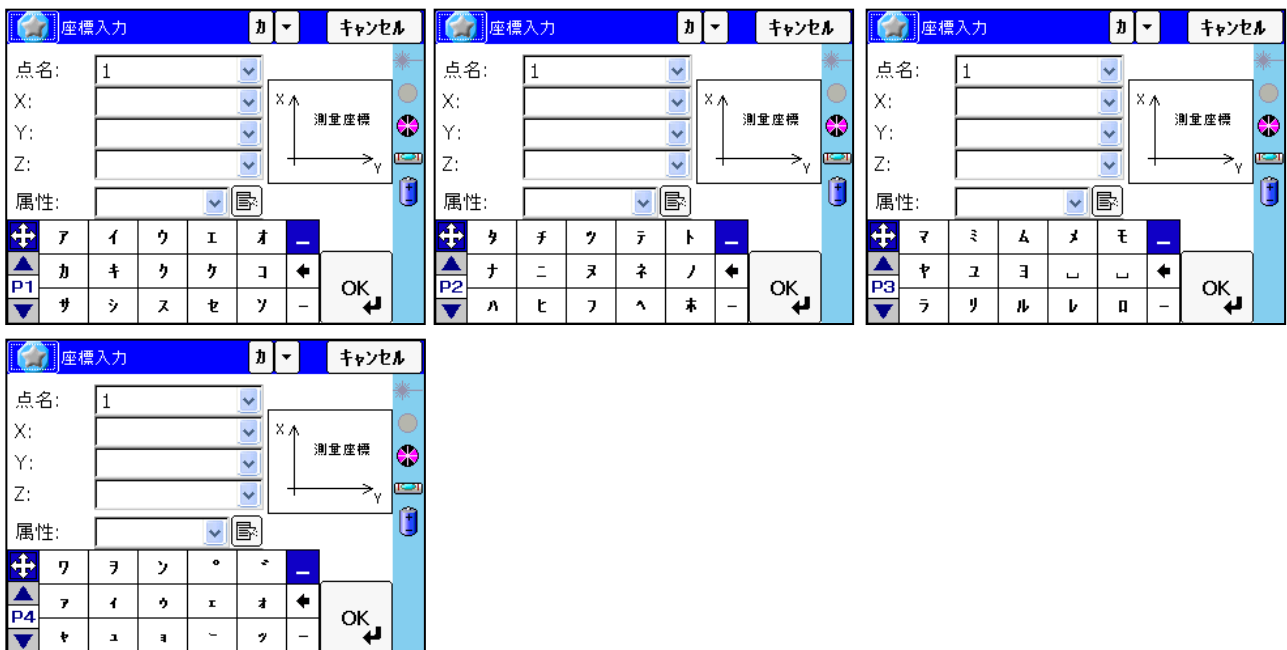 座標入力 カ キャンセル
点名: 1
X:
Y:
Z:
X 測量座標 Y
属性:
ア イ ウ エ オ _
カ キ ク ケ コ
P1
サ シ ス セ ソ -
OK
座標入力 カ キャンセル
点名: 1
X:
Y:
Z:
X 測量座標 Y
属性:
タ チ ツ テ ト _
ナ ニ ヌ ネ ノ
P2
ハ ヒ フ ヘ ホ -
OK
座標入力 カ キャンセル
点名: 1
X:
Y:
Z:
X 測量座標 Y
属性:
マ ミ ム メ モ _
ヤ ユ ヨ ⎵ ⎵
P3
ラ リ ル レ ロ -
OK
座標入力 カ キャンセル
点名: 1
X:
Y:
Z:
X 測量座標 Y
属性:
ワ ヲ ン ゜ ゛ _
ァ ィ ゥ ェ ォ
P4
ャ ュ ョ ~ ッ -
OK